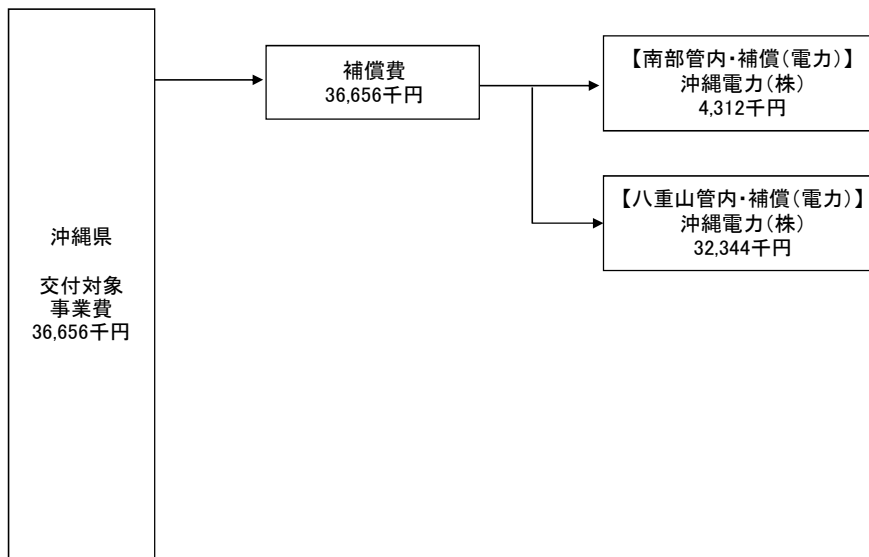 沖縄県
交付対象
事業費
36,656千円
補償費
36,656千円
【南部管内・補償(電力)】
沖縄電力(株)
4,312千円
【八重山管内・補償(電力)】
沖縄電力(株)
32,344千円